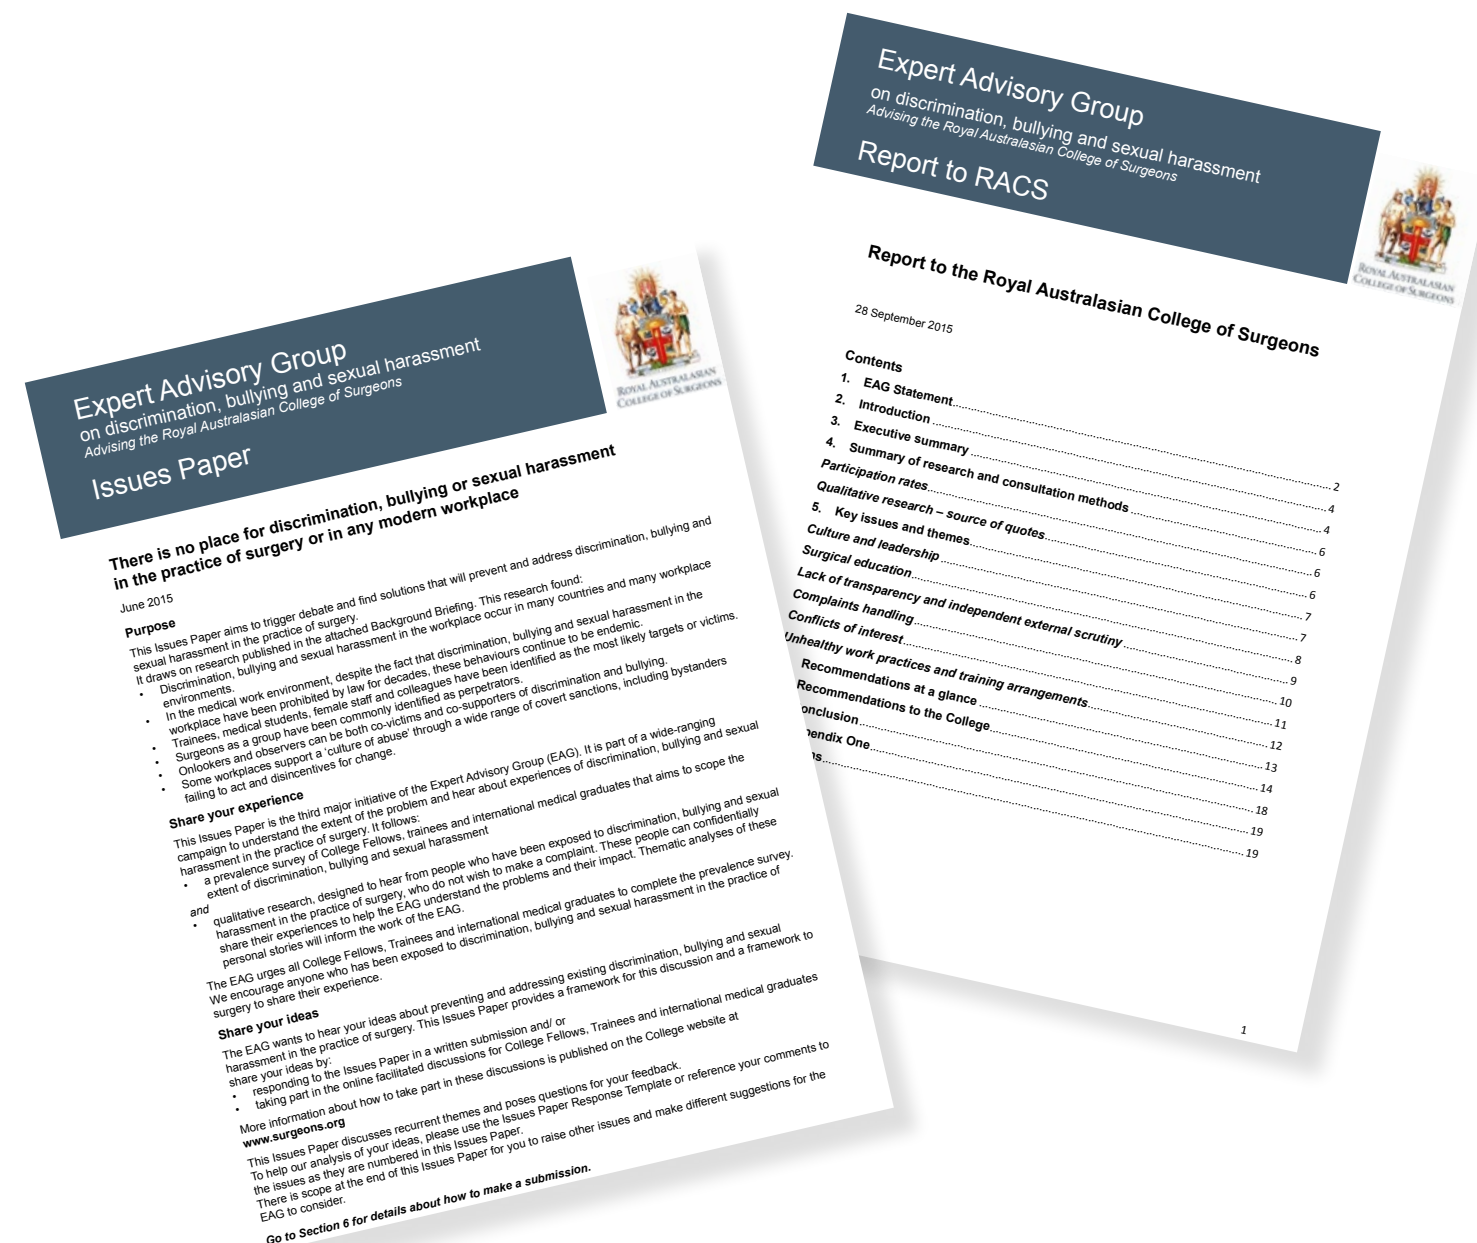 Expert Advisory Group
on discrimination, bullying and sexual harassment
Advising the Royal Australasian College of Surgeons
Issues Paper
ROYAL AUSTRALASIAN
COLLEGE OF SURGEONS
There is no place for discrimination, bullying or sexual harassment
in the practice of surgery or in any modern workplace
June 2015
Purpose
This Issues Paper aims to trigger debate and find solutions that will prevent and address discrimination, bullying and
sexual harassment in the practice of surgery.
It draws on research published in the attached Background Briefing. This research found:
• Discrimination, bullying and sexual harassment in the workplace occur in many countries and many workplace
environments.
• In the medical work environment, despite the fact that discrimination, bullying and sexual harassment in the
workplace have been prohibited by law for decades, these behaviours continue to be endemic.
• Trainees, medical students, female staff and colleagues have been identified as the most likely targets or victims.
• Surgeons as a group have been commonly identified as perpetrators.
• Onlookers and observers can be both co-victims and co-supporters of discrimination and bullying.
• Some workplaces support a ‘culture of abuse’ through a wide range of covert sanctions, including bystanders
failing to act and disincentives for change.
Share your experience
This Issues Paper is the third major initiative of the Expert Advisory Group (EAG). It is part of a wide-ranging
campaign to understand the extent of the problem and hear about experiences of discrimination, bullying and sexual
harassment in the practice of surgery. It follows:
• a prevalence survey of College Fellows, trainees and international medical graduates that aims to scope the
extent of discrimination, bullying and sexual harassment
and
• qualitative research, designed to hear from people who have been exposed to discrimination, bullying and sexual
harassment in the practice of surgery, who do not wish to make a complaint. These people can confidentially
share their experiences to help the EAG understand the problems and their impact. Thematic analyses of these
personal stories will inform the work of the EAG.
The EAG urges all College Fellows, Trainees and international medical graduates to complete the prevalence survey.
We encourage anyone who has been exposed to discrimination, bullying and sexual harassment in the practice of
surgery to share their experience.
Share your ideas
The EAG wants to hear your ideas about preventing and addressing existing discrimination, bullying and sexual
harassment in the practice of surgery. This Issues Paper provides a framework for this discussion and a framework to
share your ideas by:
• responding to the Issues Paper in a written submission and/ or
• taking part in the online facilitated discussions for College Fellows, Trainees and international medical graduates
More information about how to take part in these discussions is published on the College website at
www.surgeons.org
This Issues Paper discusses recurrent themes and poses questions for your feedback.
To help our analysis of your ideas, please use the Issues Paper Response Template or reference your comments to
the issues as they are numbered in this Issues Paper.
There is scope at the end of this Issues Paper for you to raise other issues and make different suggestions for the
EAG to consider.
Go to Section 6 for details about how to make a submission.
Expert Advisory Group
on discrimination, bullying and sexual harassment
Advising the Royal Australasian College of Surgeons
Report to RACS
ROYAL AUSTRALASIAN
COLLEGE OF SURGEONS
Report to the Royal Australasian College of Surgeons
28 September 2015
Contents
1. EAG Statement 2
2. Introduction 4
3. Executive summary 4
4. Summary of research and consultation methods 6
Participation rates 6
Qualitative research – source of quotes 6
5. Key issues and themes 7
Culture and leadership 7
Surgical education 8
Lack of transparency and independent external scrutiny 9
Complaints handling 10
Conflicts of interest 11
Unhealthy work practices and training arrangements 12
Recommendations at a glance 13
Recommendations to the College 14
onclusion 18
endix One 19
ns 19
1